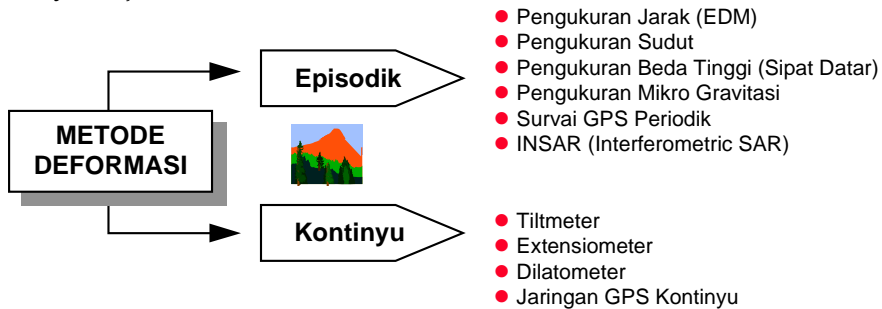 METODE
DEFORMASI
Episodik
Pengukuran Jarak (EDM)
Pengukuran Sudut
Pengukuran Beda Tinggi (Sipat Datar)
Pengukuran Mikro Gravitasi
Survai GPS Periodik
INSAR (Interferometric SAR)
Kontinyu
Tiltmeter
Extensiometer
Dilatometer
Jaringan GPS Kontinyu